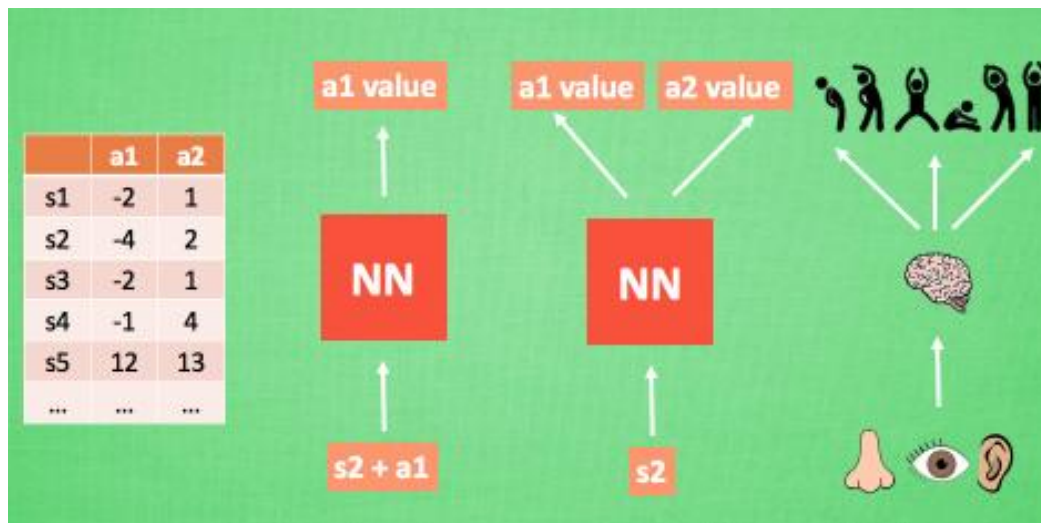 a1 a2
s1 -2 1
s2 -4 2
s3 -2 1
s4 -1 4
s5 12 13
... ... ...
a1 value
NN
s2 + a1
a1 value a2 value
NN
s2